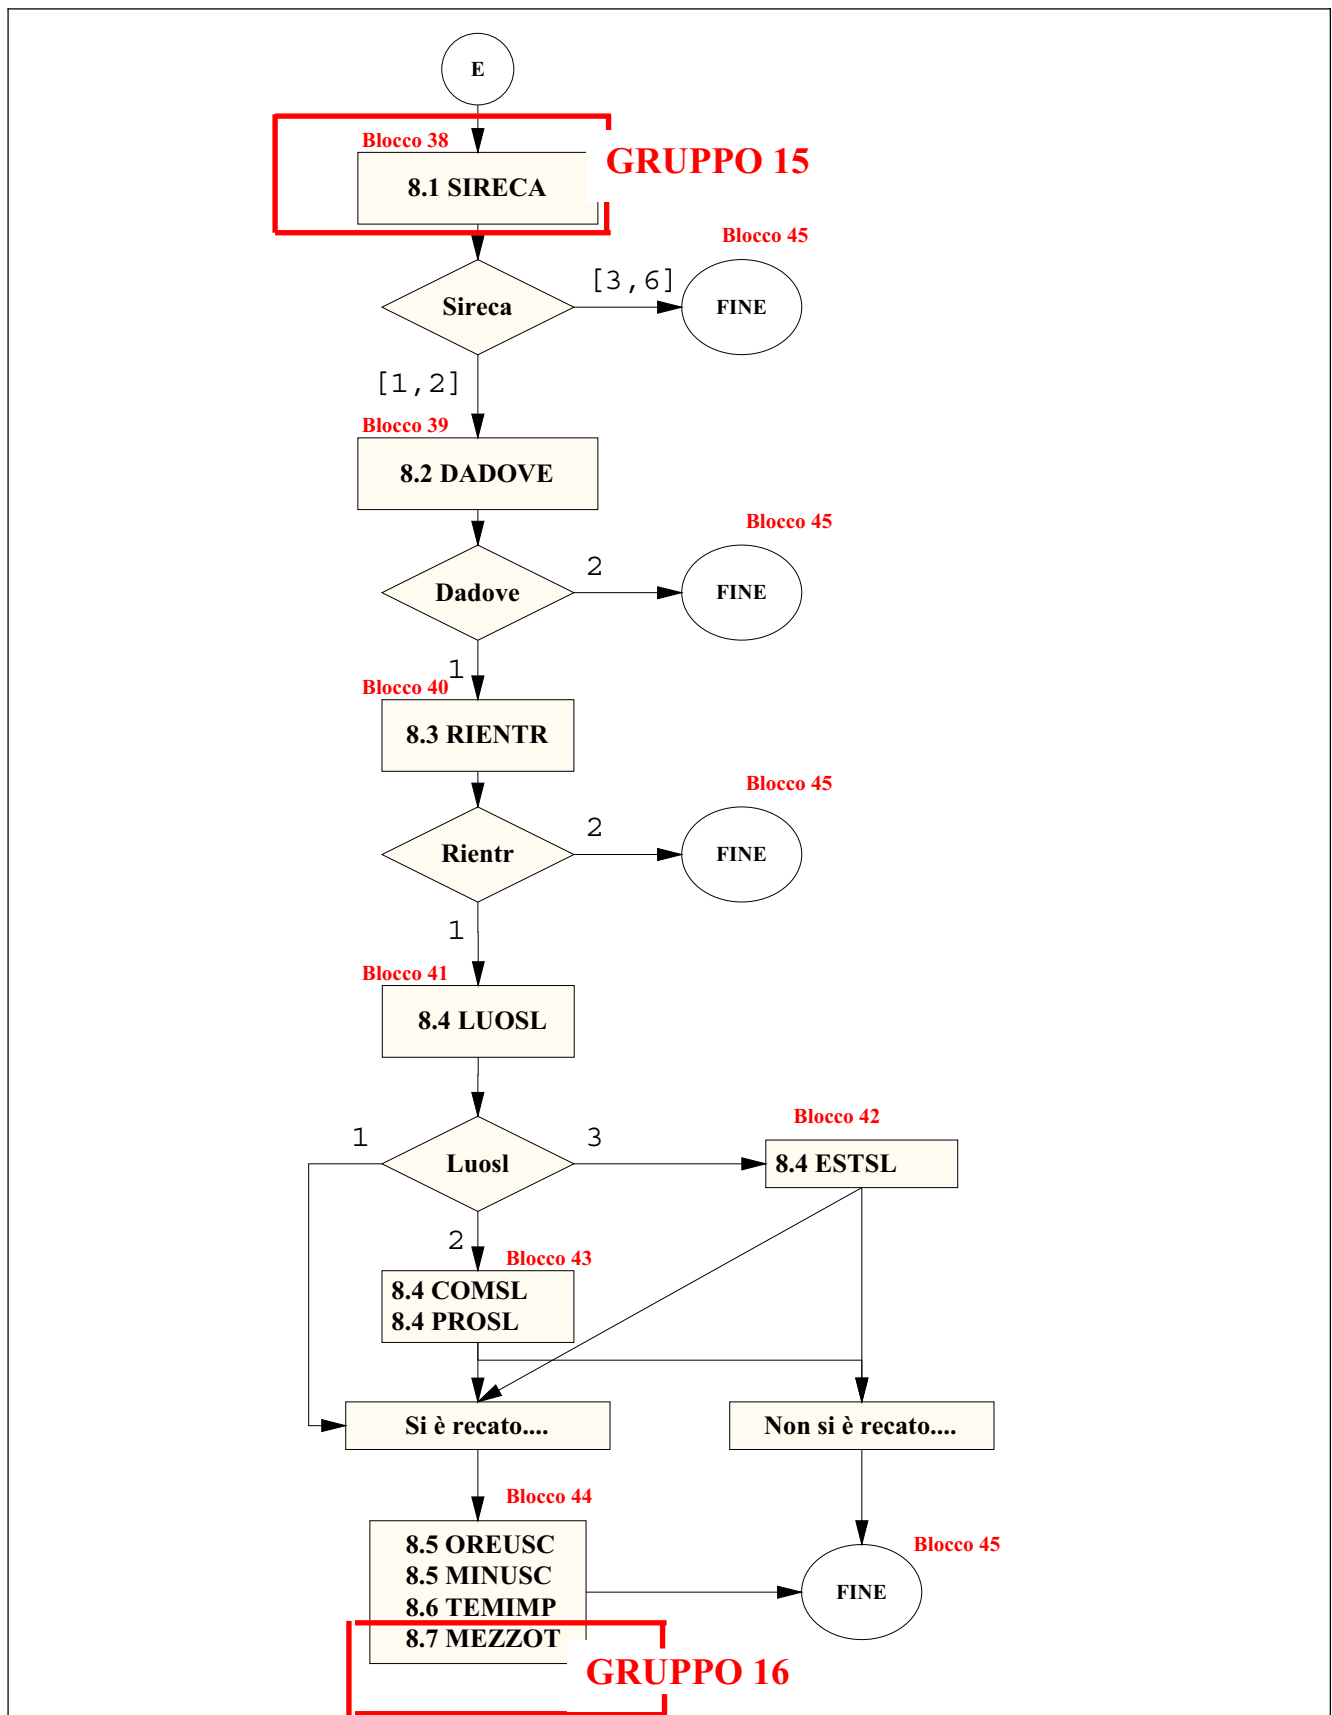 E
Blocco 38
GRUPPO 15
8.1 SIRECA
Blocco 45
[3,6]
Sireca
FINE
[1,2]
Blocco 39
8.2 DADOVE
Blocco 45
2
Dadove
FINE
1
Blocco 40
8.3 RIENTR
Blocco 45
2
Rientr
FINE
1
Blocco 41
8.4 LUOSL
Blocco 42
1
3
Luosl
8.4 ESTSL
2
Blocco 43
8.4 COMSL
8.4 PROSL
Si è recato....
Non si è recato....
Blocco 44
8.5 OREUSC
8.5 MINUSC
8.6 TEMIMP
8.7 MEZZOT
Blocco 45
FINE
GRUPPO 16